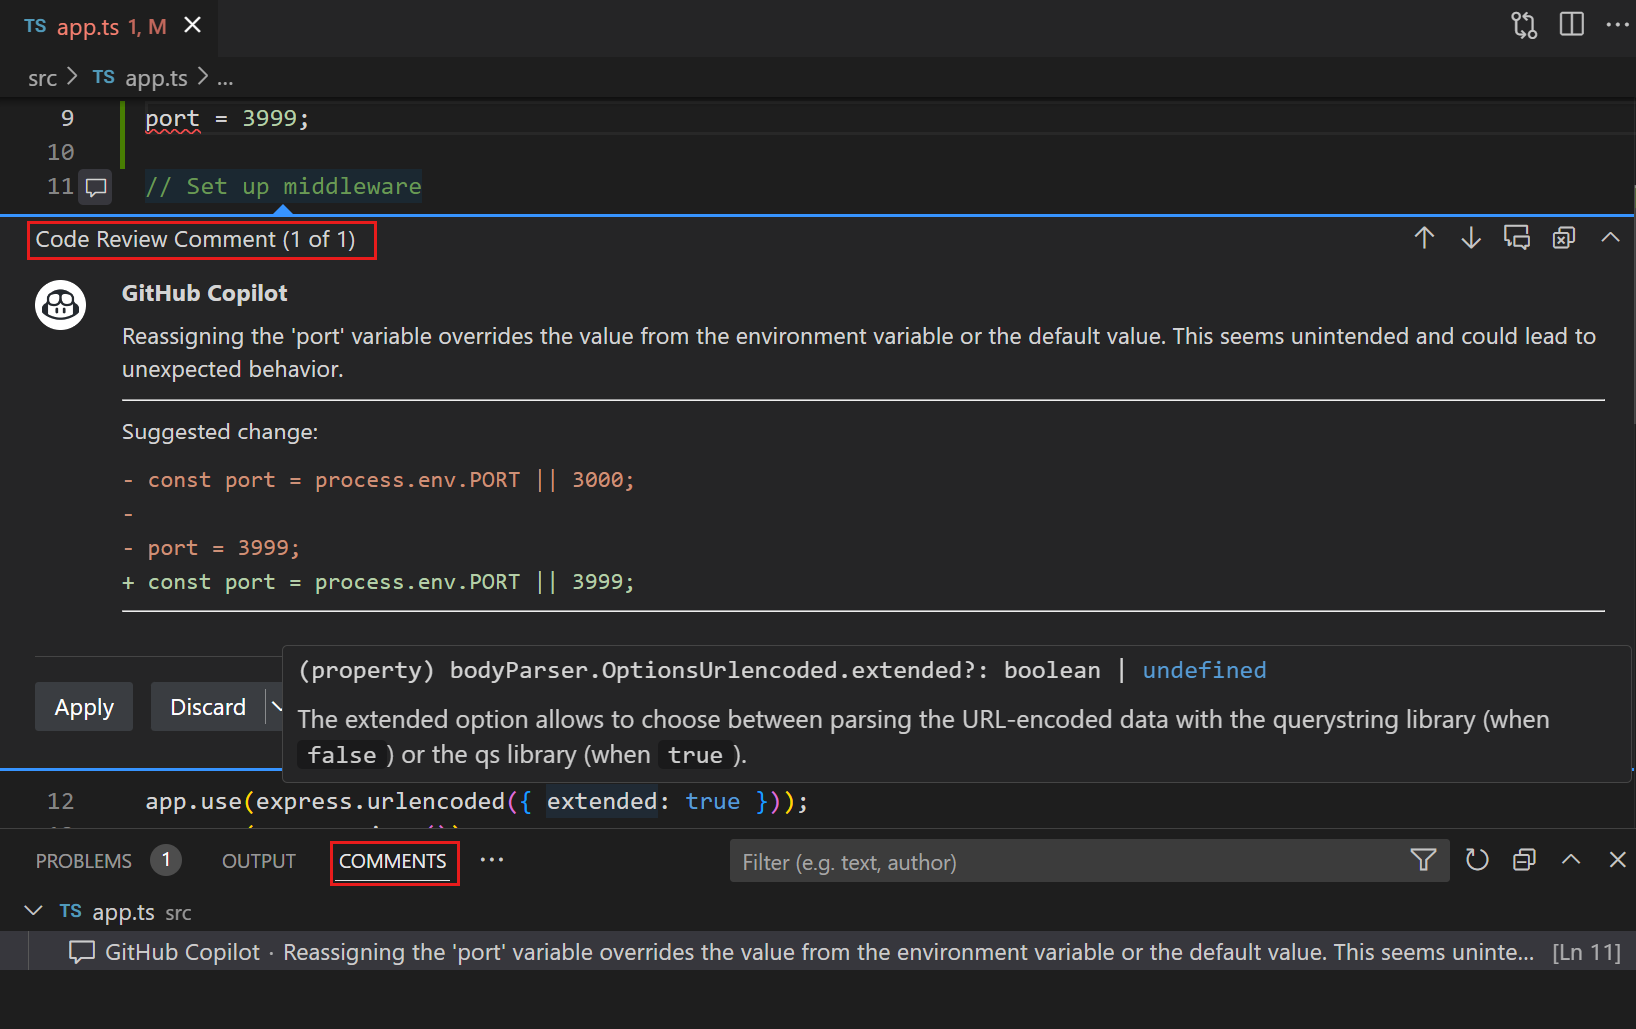 TS app.ts 1, M
src > TS app.ts > ...
9 port = 3999;
10
11 // Set up middleware
Code Review Comment (1 of 1)
GitHub Copilot
Reassigning the 'port' variable overrides the value from the environment variable or the default value. This seems unintended and could lead to
unexpected behavior.
Suggested change:
- const port = process.env.PORT || 3000;
-
- port = 3999;
+ const port = process.env.PORT || 3999;
(property) bodyParser.OptionsUrlencoded.extended?: boolean | undefined
Apply Discard
The extended option allows to choose between parsing the URL-encoded data with the querystring library (when
false ) or the qs library (when true ).
12 app.use(express.urlencoded({ extended: true }));
PROBLEMS 1 OUTPUT COMMENTS ... Filter (e.g. text, author)
TS app.ts src
GitHub Copilot · Reassigning the 'port' variable overrides the value from the environment variable or the default value. This seems uninte... [Ln 11]